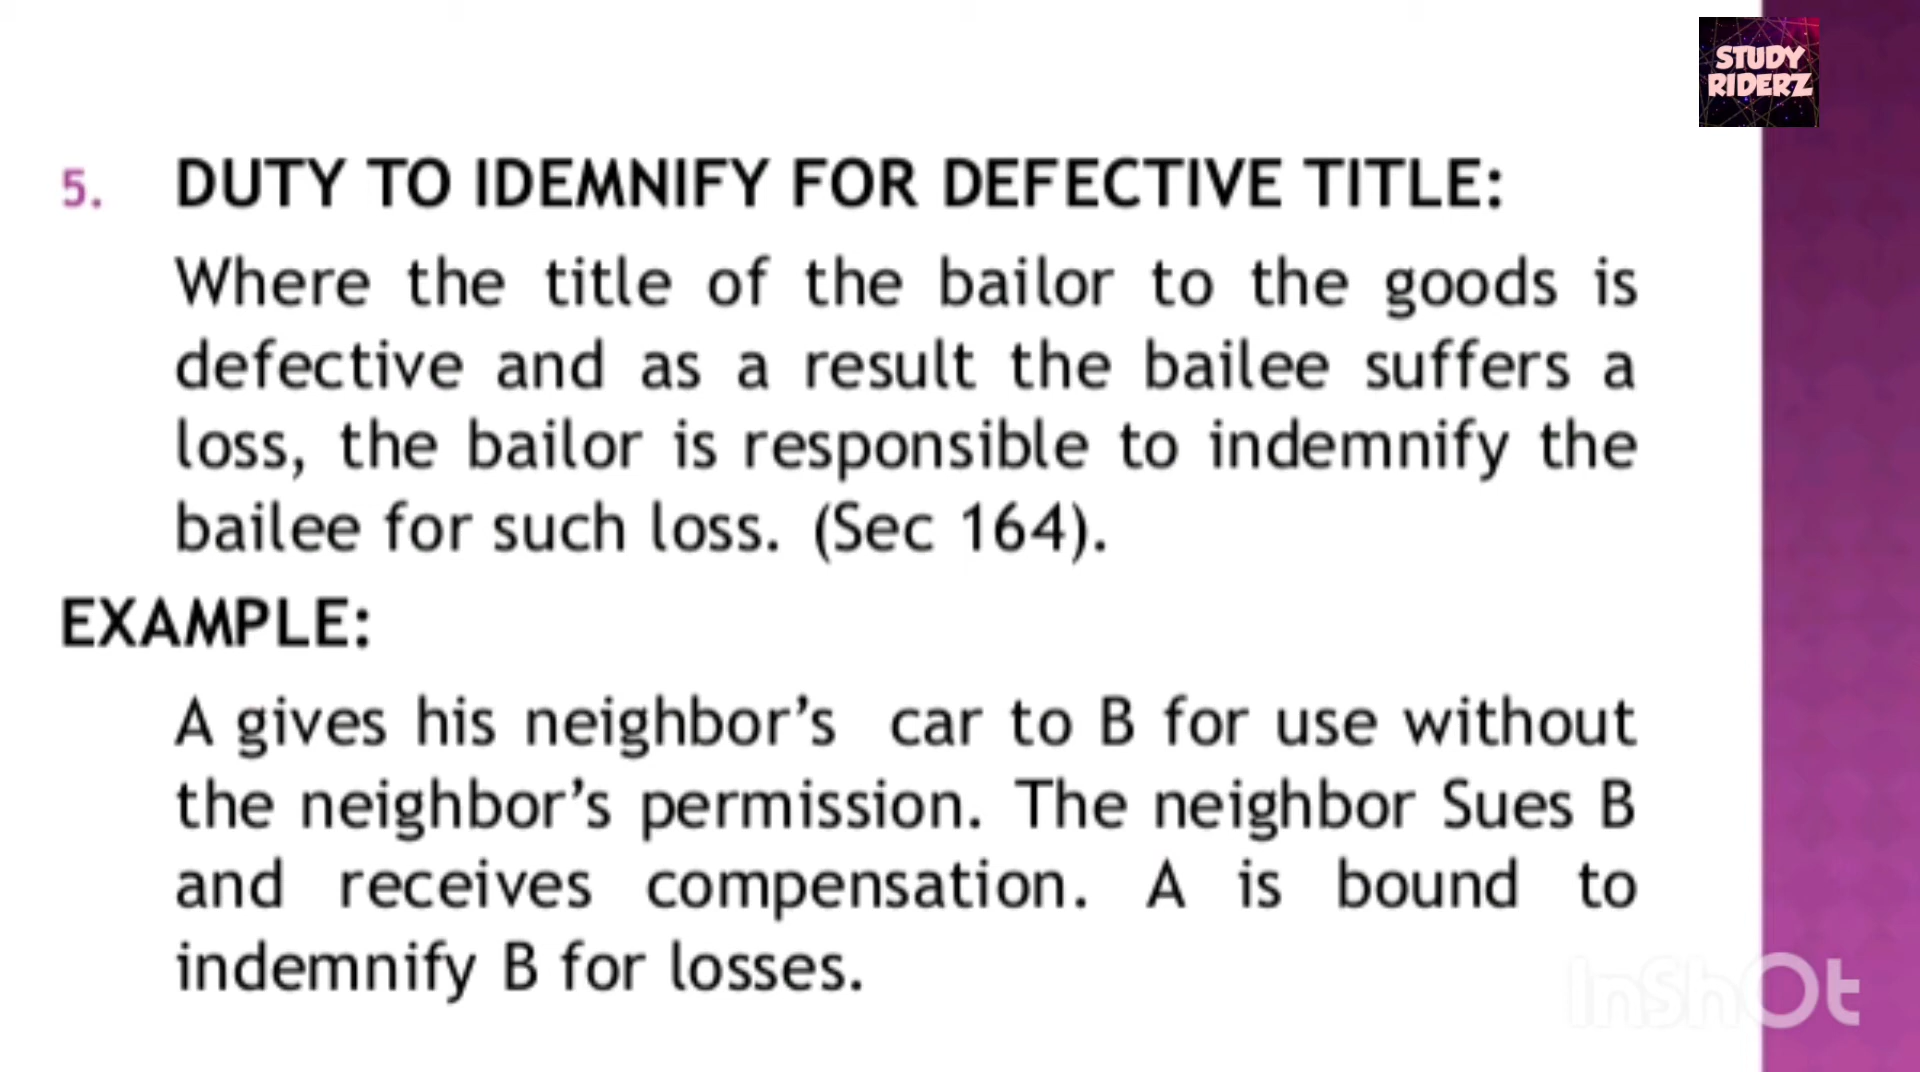 STUDY
RIDERZ
5. DUTY TO IDEMNIFY FOR DEFECTIVE TITLE:
Where the title of the bailor to the goods is
defective and as a result the bailee suffers a
loss, the bailor is responsible to indemnify the
bailee for such loss. (Sec 164).
EXAMPLE:
A gives his neighbor’s car to B for use without
the neighbor’s permission. The neighbor Sues B
and receives compensation. A is bound to
indemnify B for losses.
InShOt